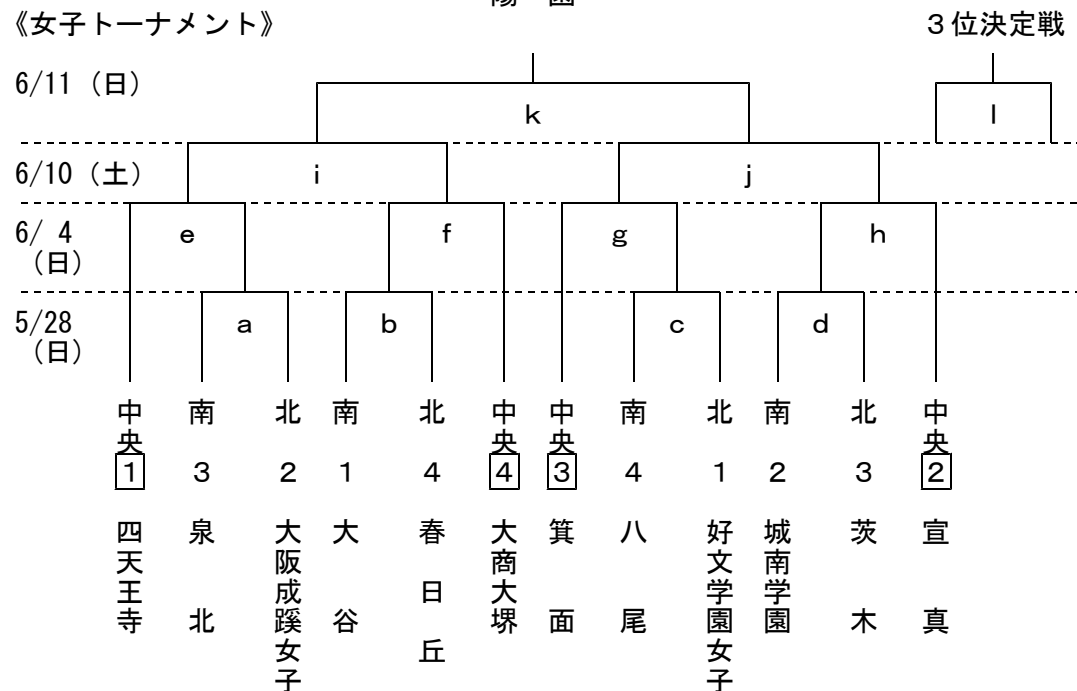 陽 園
《女子トーナメント》
3位決定戦
6/11(日)
k
l
6/10(土)
i
j
6/ 4
(日)
e
f
g
h
5/28
(日)
a
b
c
d
中央1 四天王寺
南 3 泉北
北 2 大阪成蹊女子
南 1 大谷
北 4 春日丘
中央4 大商大堺
中央3 箕面
南 4 八尾
北 1 好文学園女子
南 2 城南学園
北 3 茨木
中央2 宣真